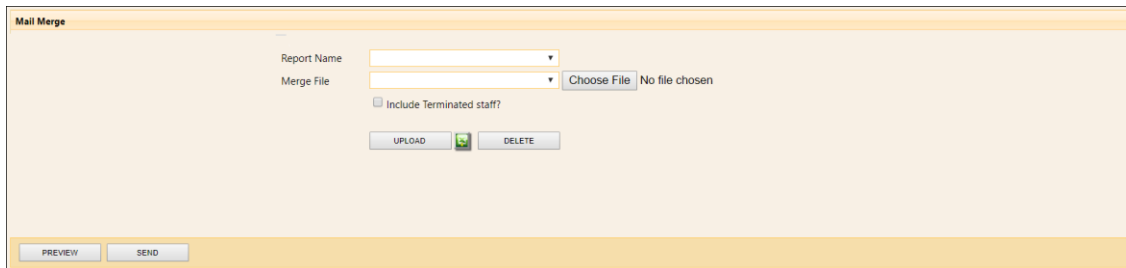 Mail Merge
Report Name
Merge File Choose File No file chosen
Include Terminated staff?
UPLOAD DELETE
PREVIEW SEND